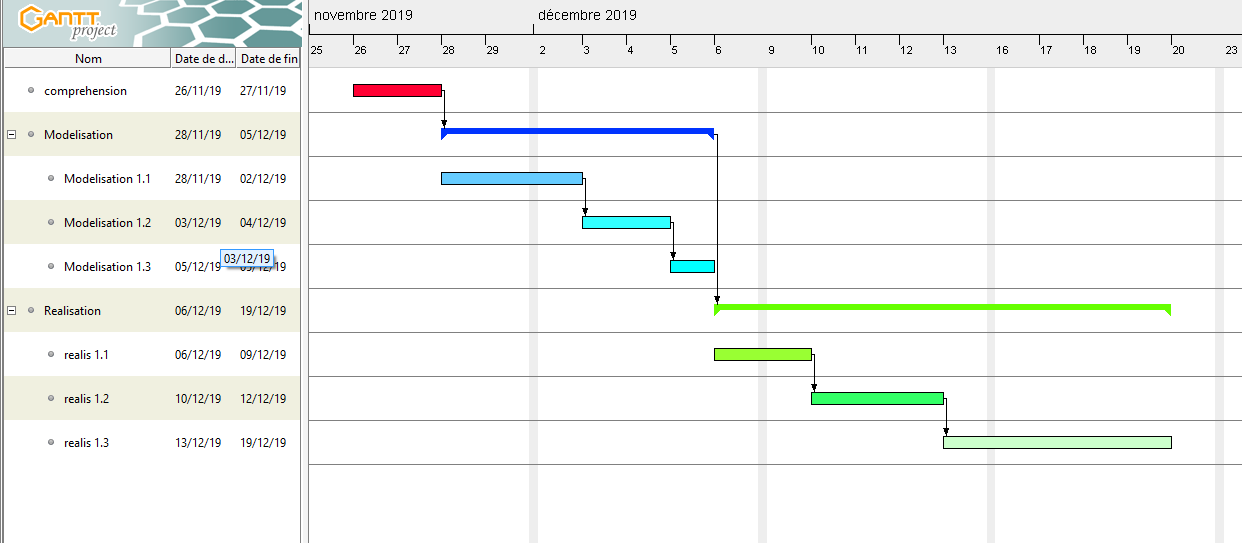 GANTT
project
novembre 2019 décembre 2019
25 26 27 28 29 2 3 4 5 6 9 10 11 12 13 16 17 18 19 20 23
Nom Date de d... Date de fin
comprehension 26/11/19 27/11/19
Modelisation 28/11/19 05/12/19
Modelisation 1.1 28/11/19 02/12/19
Modelisation 1.2 03/12/19 04/12/19
03/12/19
Modelisation 1.3 05/12/19 05/12/19
Realisation 06/12/19 19/12/19
realis 1.1 06/12/19 09/12/19
realis 1.2 10/12/19 12/12/19
realis 1.3 13/12/19 19/12/19